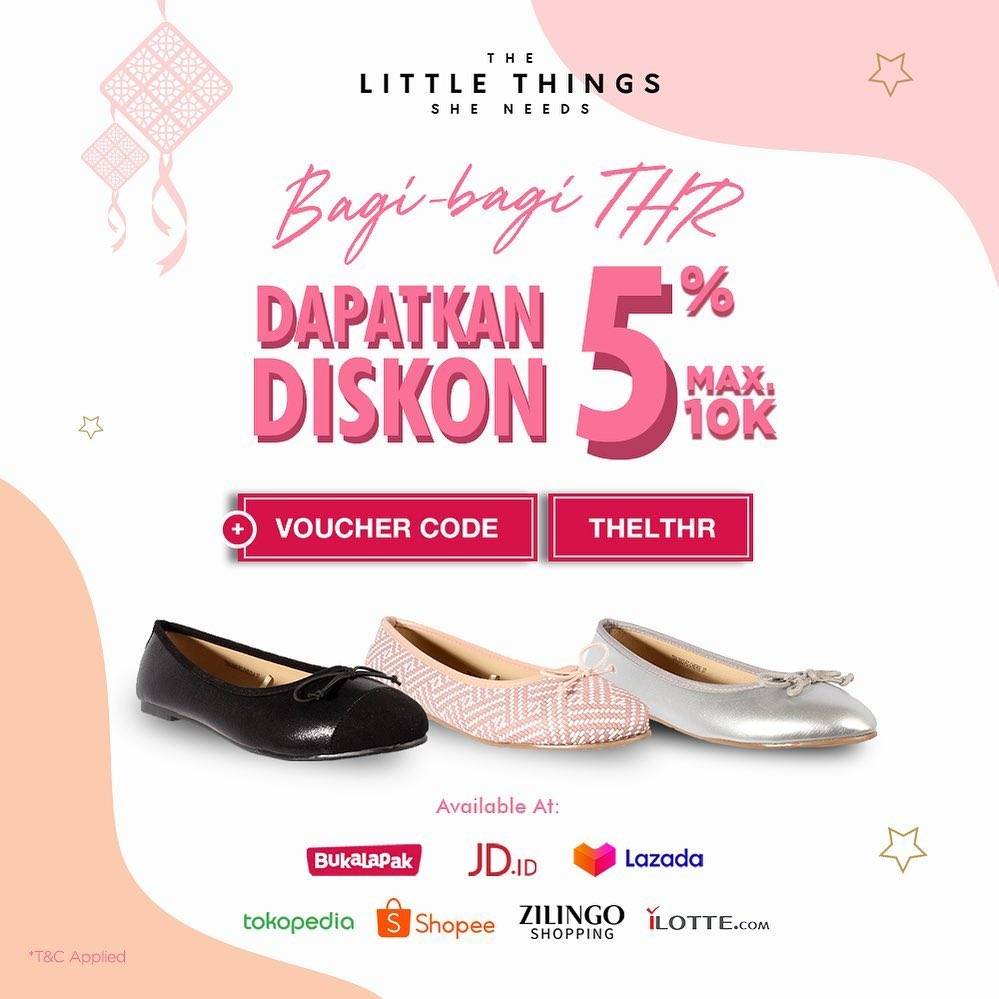 THE
LITTLE THINGS
SHE NEEDS
Bagi-bagi THR
DAPATKAN
DISKON
5%
MAX.
10K
+ VOUCHER CODE
THELTHR
Available At:
BUKALAPAK
JD.ID
Lazada
tokopedia
Shopee
ZILINGO
SHOPPING
iLOTTE.COM
*T&C Applied